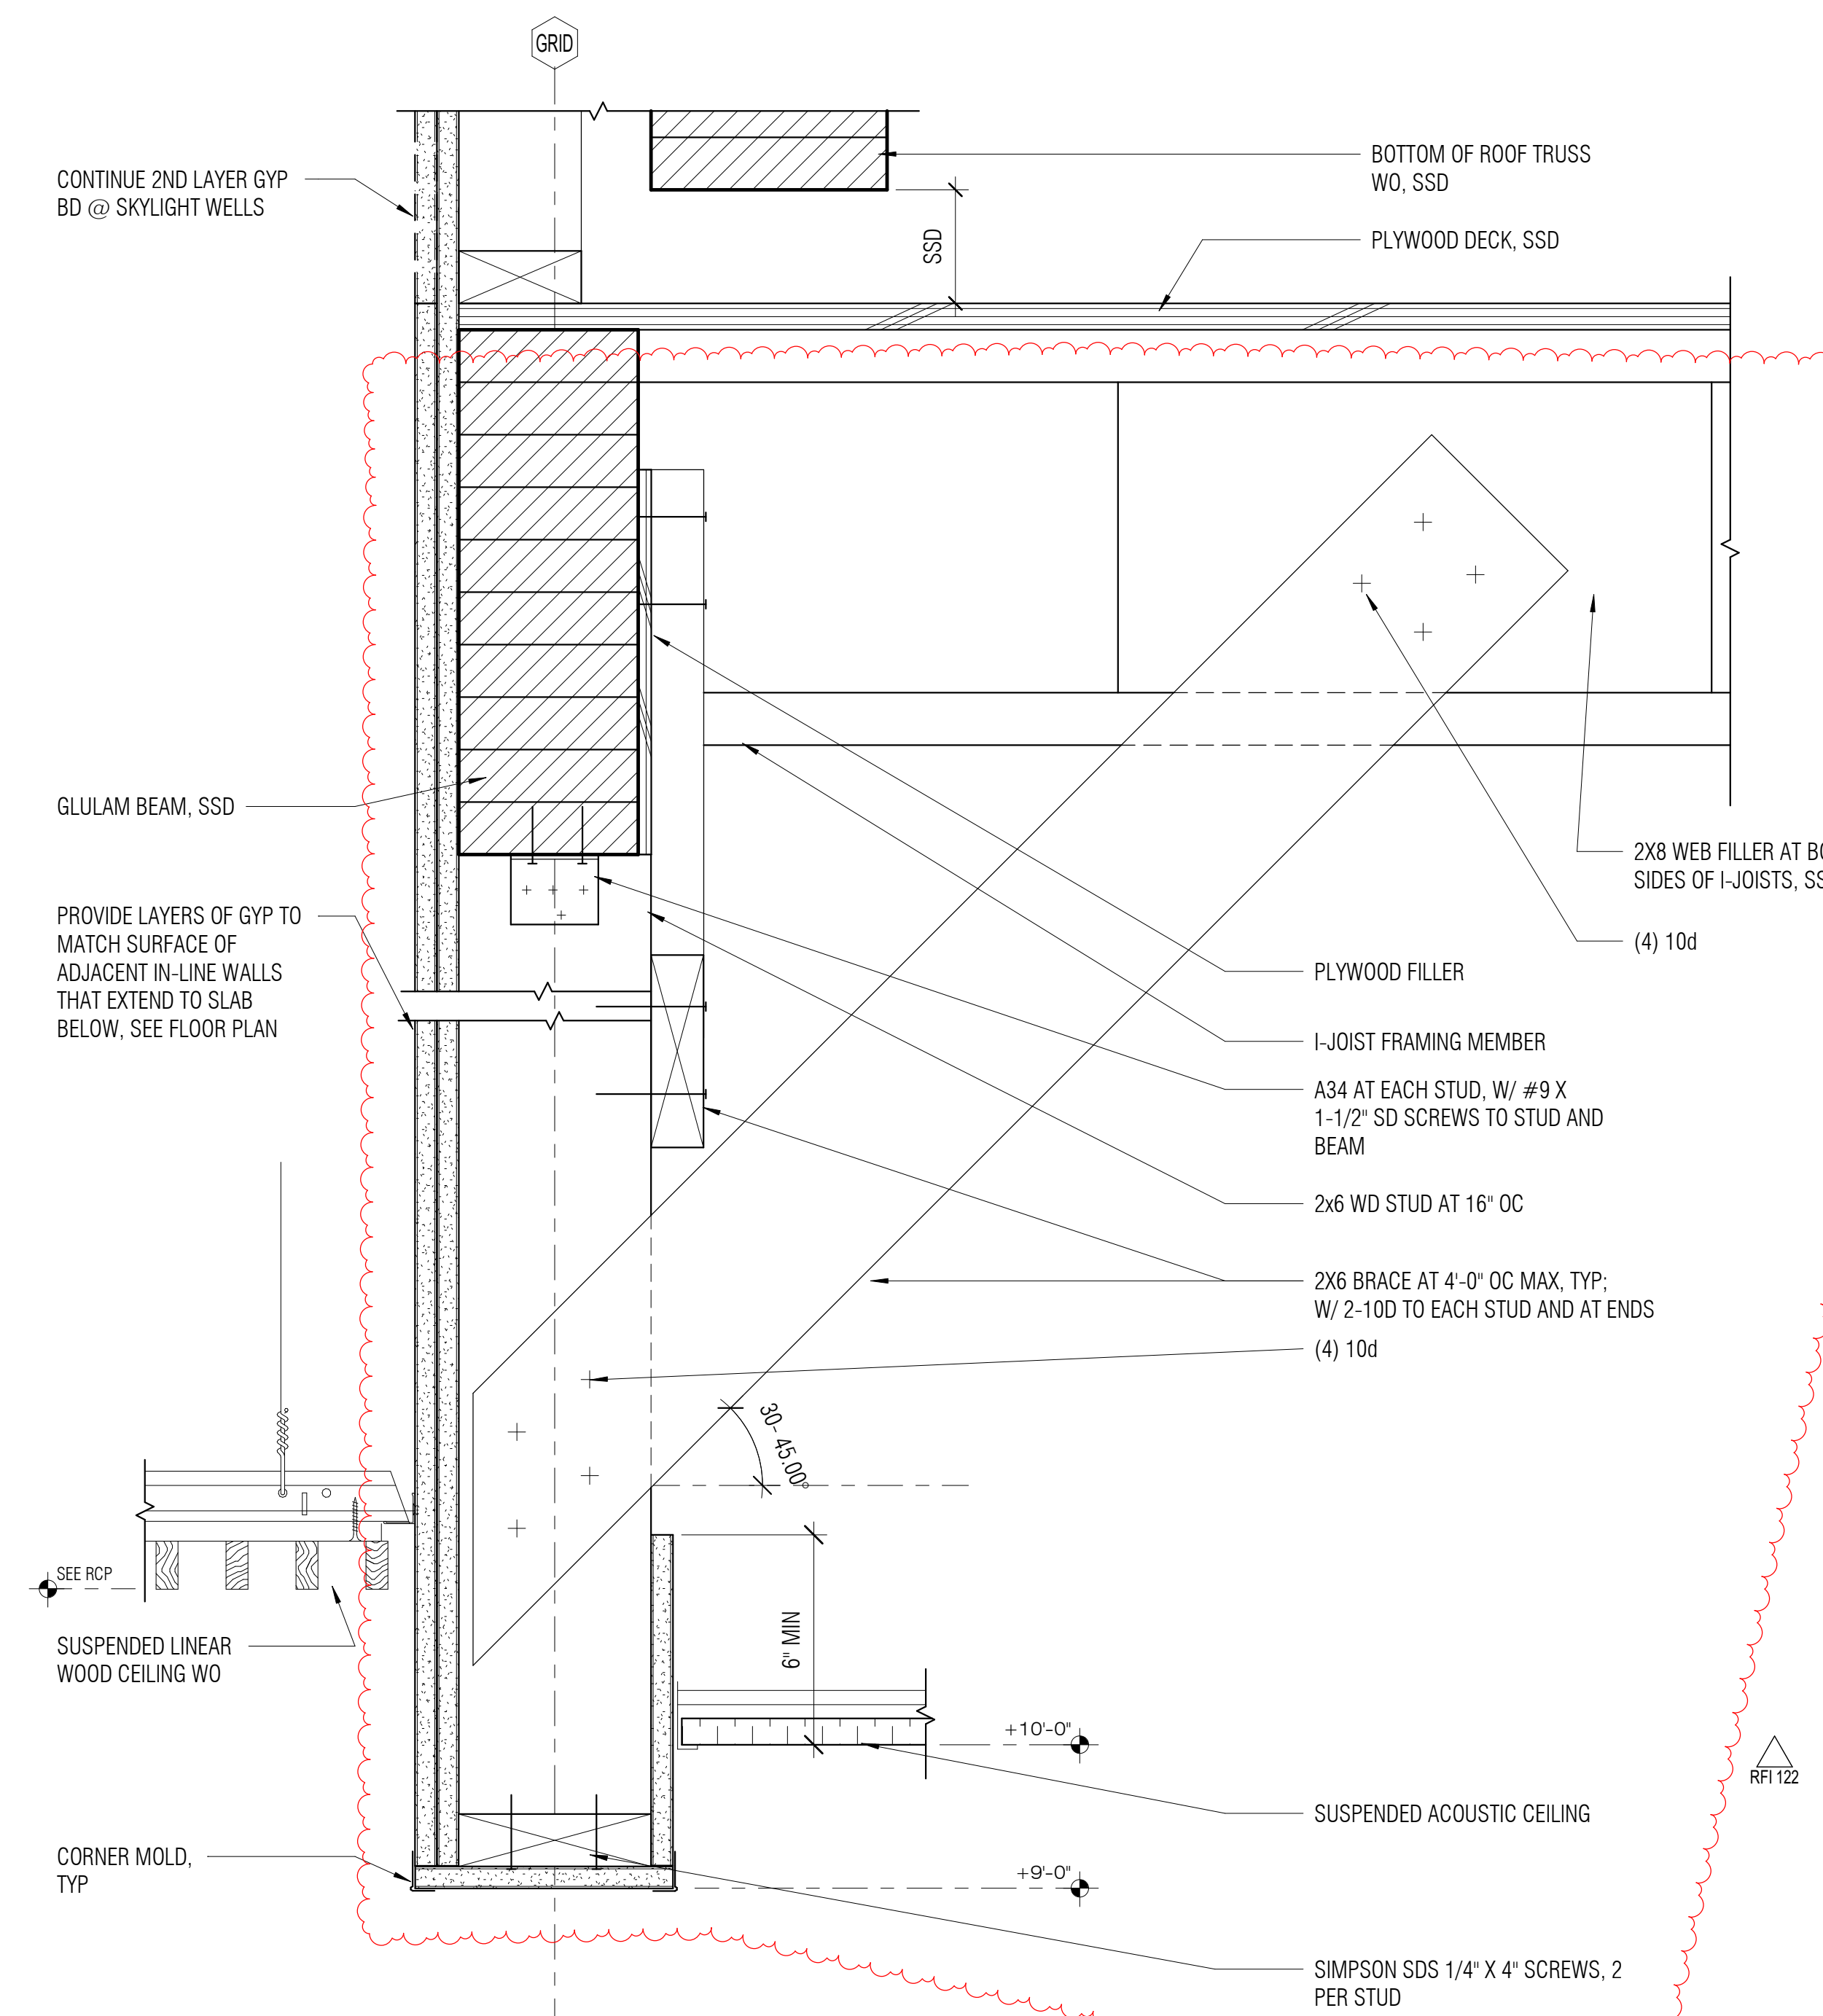 GRID
CONTINUE 2ND LAYER GYP
BD @ SKYLIGHT WELLS
BOTTOM OF ROOF TRUSS
WO, SSD
SSD
PLYWOOD DECK, SSD
GLULAM BEAM, SSD
2X8 WEB FILLER AT
SIDES OF I-JOISTS,
(4) 10d
PROVIDE LAYERS OF GYP TO
MATCH SURFACE OF
ADJACENT IN-LINE WALLS
THAT EXTEND TO SLAB
BELOW, SEE FLOOR PLAN
PLYWOOD FILLER
I-JOIST FRAMING MEMBER
A34 AT EACH STUD, W/ #9 X
1-1/2" SD SCREWS TO STUD AND
BEAM
2x6 WD STUD AT 16" OC
2X6 BRACE AT 4'-0" OC MAX, TYP;
W/ 2-10D TO EACH STUD AND AT ENDS
(4) 10d
30- 45.00°
SEE RCP
SUSPENDED LINEAR
WOOD CEILING WO
6" MIN
+10'-0"
RFI 122
SUSPENDED ACOUSTIC CEILING
CORNER MOLD,
TYP
+9'-0"
SIMPSON SDS 1/4" X 4" SCREWS, 2
PER STUD